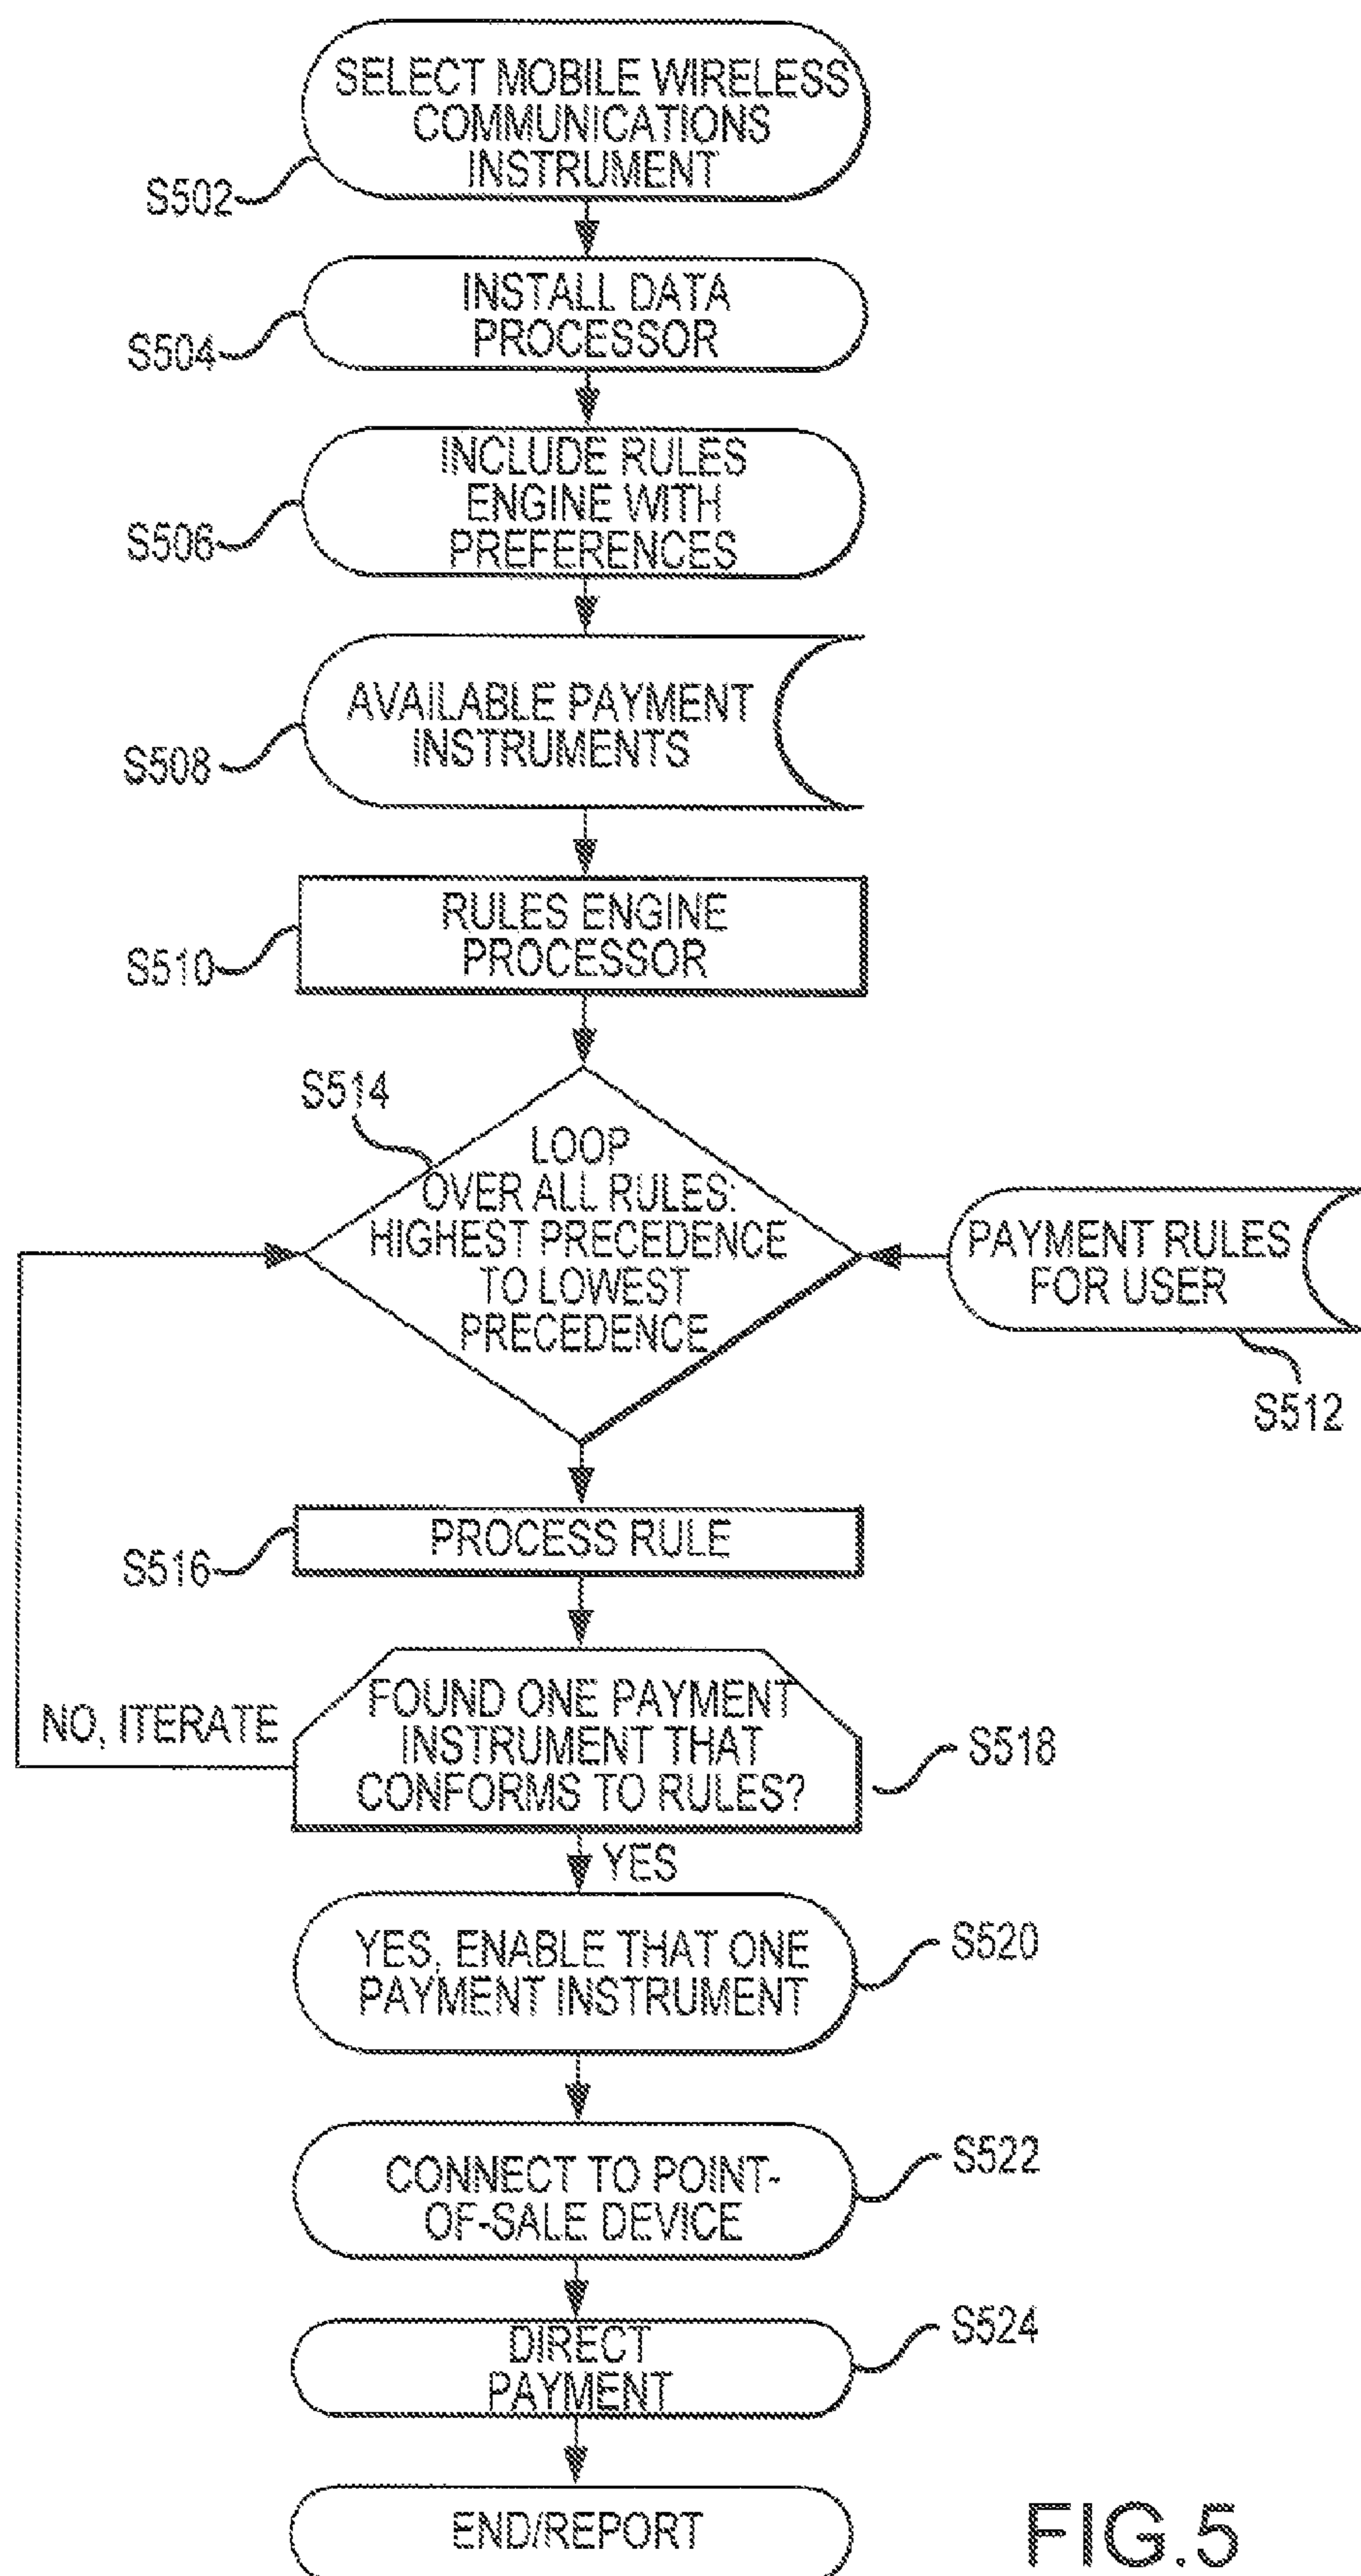 SELECT MOBILE WIRELESS
COMMUNICATIONS
INSTRUMENT
S502
INSTALL DATA
PROCESSOR
S504
INCLUDE RULES
ENGINE WITH
PREFERENCES
S506
AVAILABLE PAYMENT
INSTRUMENTS
S508
RULES ENGINE
PROCESSOR
S510
S514
LOOP
OVER ALL RULES:
HIGHEST PRECEDENCE
TO LOWEST
PRECEDENCE
PAYMENT RULES
FOR USER
S512
PROCESS RULE
S516
NO, ITERATE
FOUND ONE PAYMENT
INSTRUMENT THAT
CONFORMS TO RULES?
S518
YES
YES, ENABLE THAT ONE
PAYMENT INSTRUMENT
S520
CONNECT TO POINT-
OF-SALE DEVICE
S522
DIRECT
PAYMENT
S524
END/REPORT
FIG.5